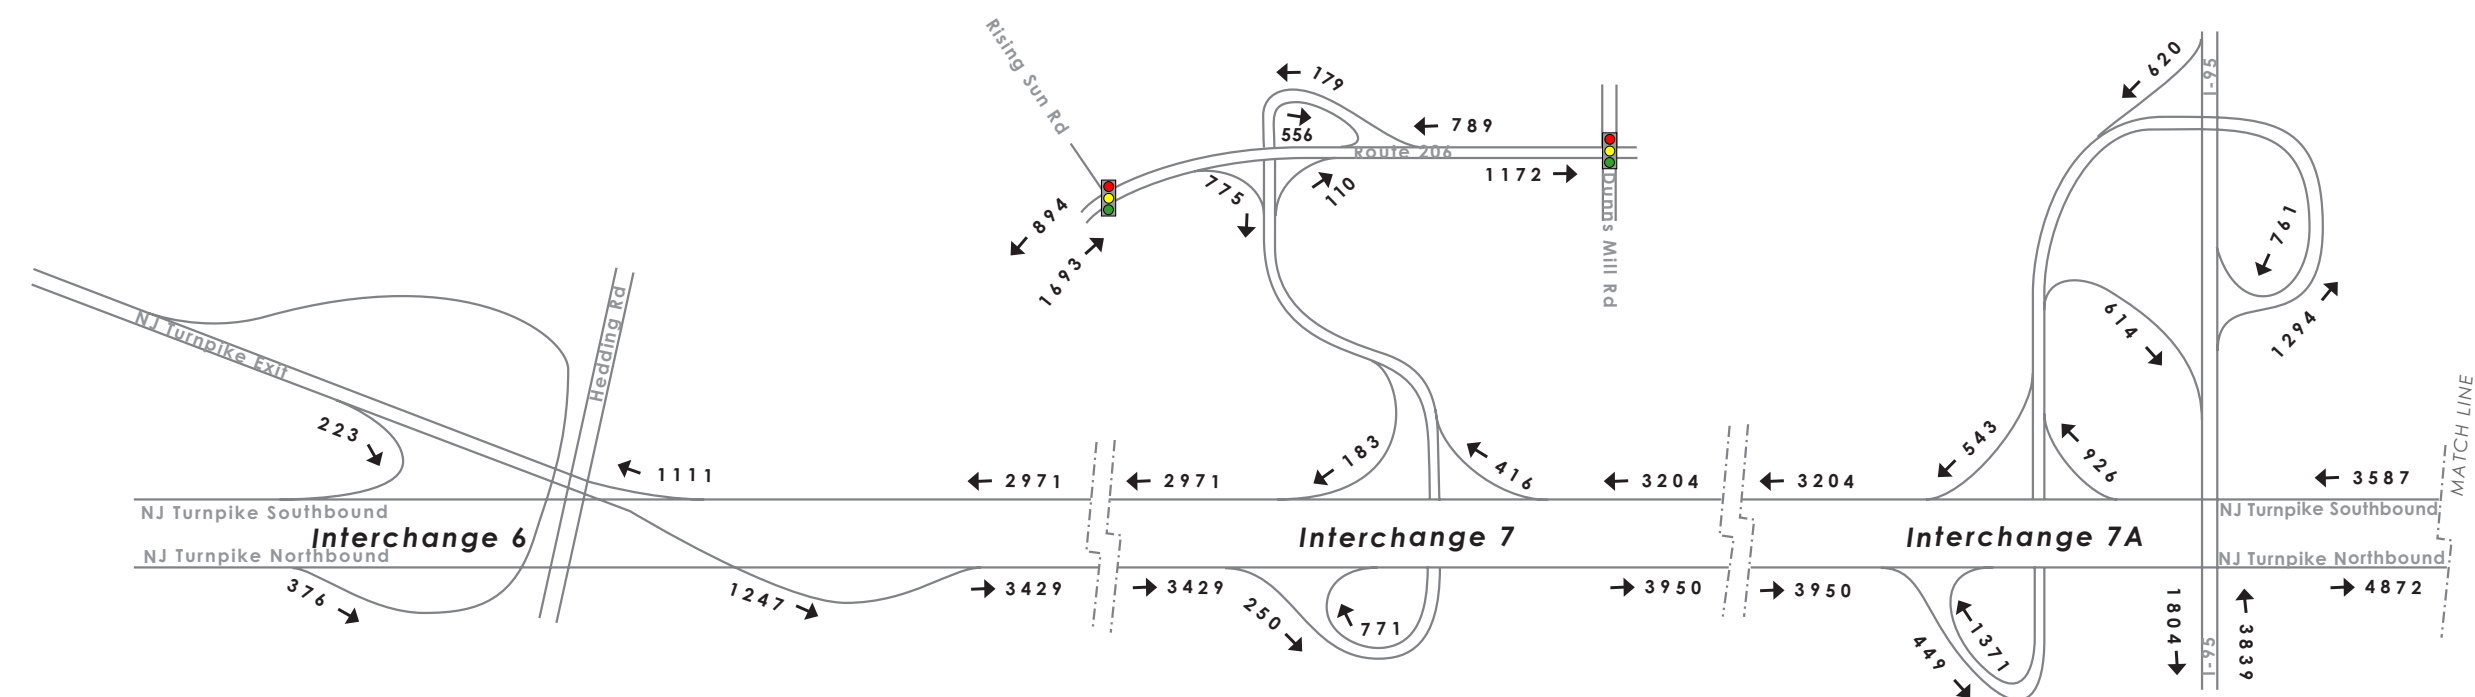 Rising Sun Rd
179
556
789
Route 206
1172
775
110
894
1693
Dunns Mill Rd
620
I-95
761
1294
614
543
926
NJ Turnpike Exit
Hedding Rd
223
1111
2971
2971
183
416
3204
3204
3587
MATCH LINE
NJ Turnpike Southbound
NJ Turnpike Southbound
Interchange 6
Interchange 7
Interchange 7A
NJ Turnpike Northbound
NJ Turnpike Northbound
376
1247
3429
3429
250
771
3950
3950
449
1371
1804
I-95
3839
4872